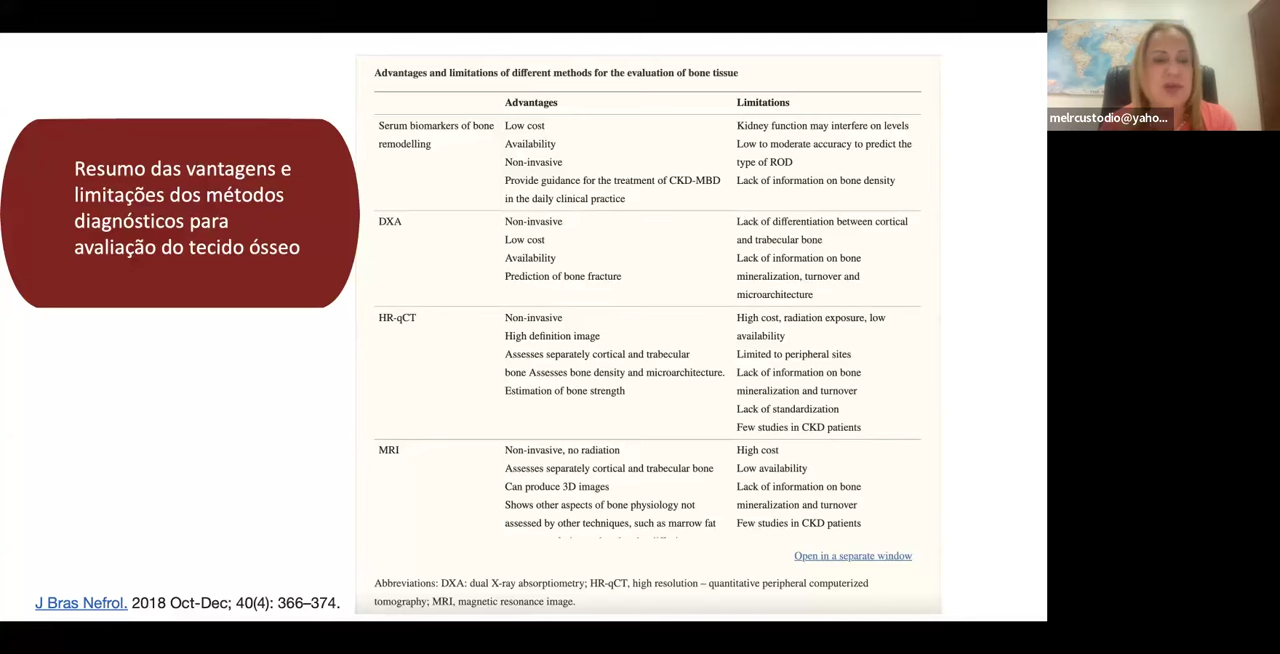 Resumo das vantagens e
limitações dos métodos
diagnósticos para
avaliação do tecido ósseo
Advantages and limitations of different methods for the evaluation of bone tissue
Advantages Limitations
Serum biomarkers of bone remodelling
Low cost
Availability
Non-invasive
Provide guidance for the treatment of CKD-MBD
in the daily clinical practice
Kidney function may interfere on levels
Low to moderate accuracy to predict the
type of ROD
Lack of information on bone density
DXA
Non-invasive
Low cost
Availability
Prediction of bone fracture
Lack of differentiation between cortical
and trabecular bone
Lack of information on bone
mineralization, turnover and
microarchitecture
HR-qCT
Non-invasive
High definition image
Assesses separately cortical and trabecular
bone Assesses bone density and microarchitecture.
Estimation of bone strength
High cost, radiation exposure, low
availability
Limited to peripheral sites
Lack of information on bone
mineralization and turnover
Lack of standardization
Few studies in CKD patients
MRI
Non-invasive, no radiation
Assesses separately cortical and trabecular bone
Can produce 3D images
Shows other aspects of bone physiology not
assessed by other techniques, such as marrow fat
High cost
Low availability
Lack of information on bone
mineralization and turnover
Few studies in CKD patients
Open in a separate window
Abbreviations: DXA: dual X-ray absorptiometry; HR-qCT, high resolution – quantitative peripheral computerized
tomography; MRI, magnetic resonance image.
J Bras Nefrol. 2018 Oct-Dec; 40(4): 366–374.
melrcustodio@yaho...